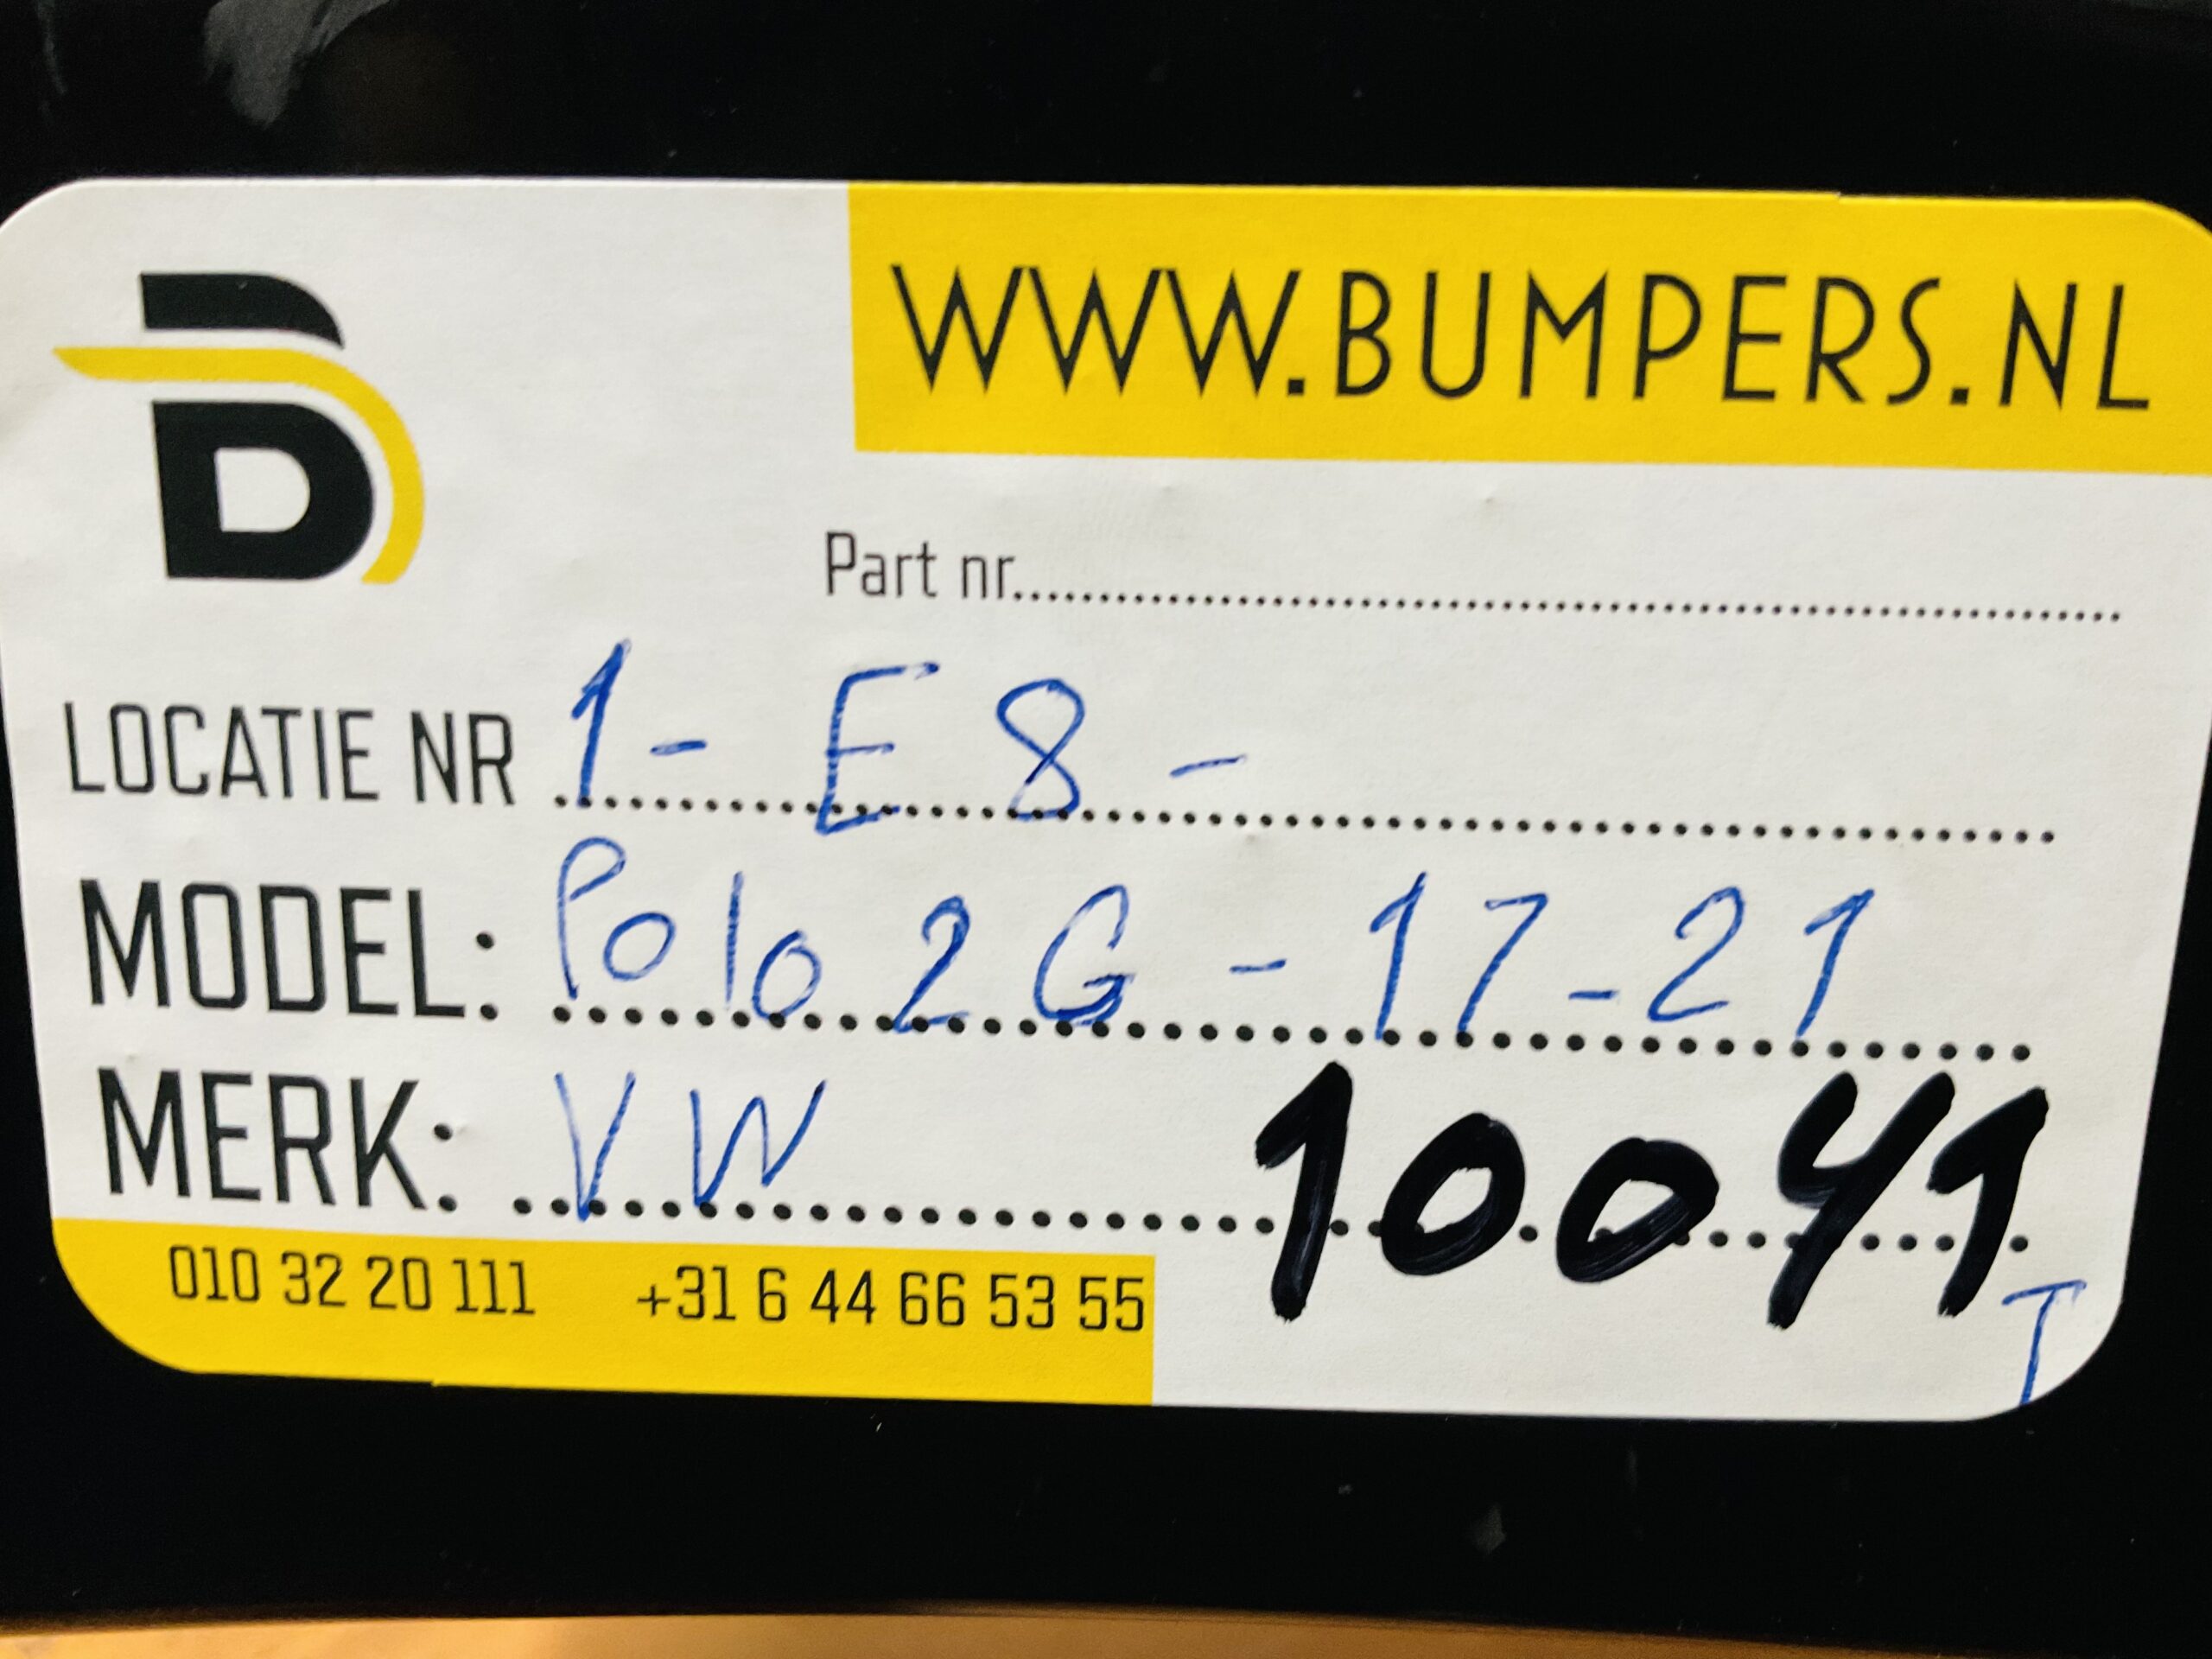 B
WWW.BUMPERS.NL
Part nr.
LOCATIE NR 1 - E 8 -
MODEL: Polo 2G - 17 - 21
MERK: VW 10041
010 32 20 111 +31 6 44 66 53 55
T